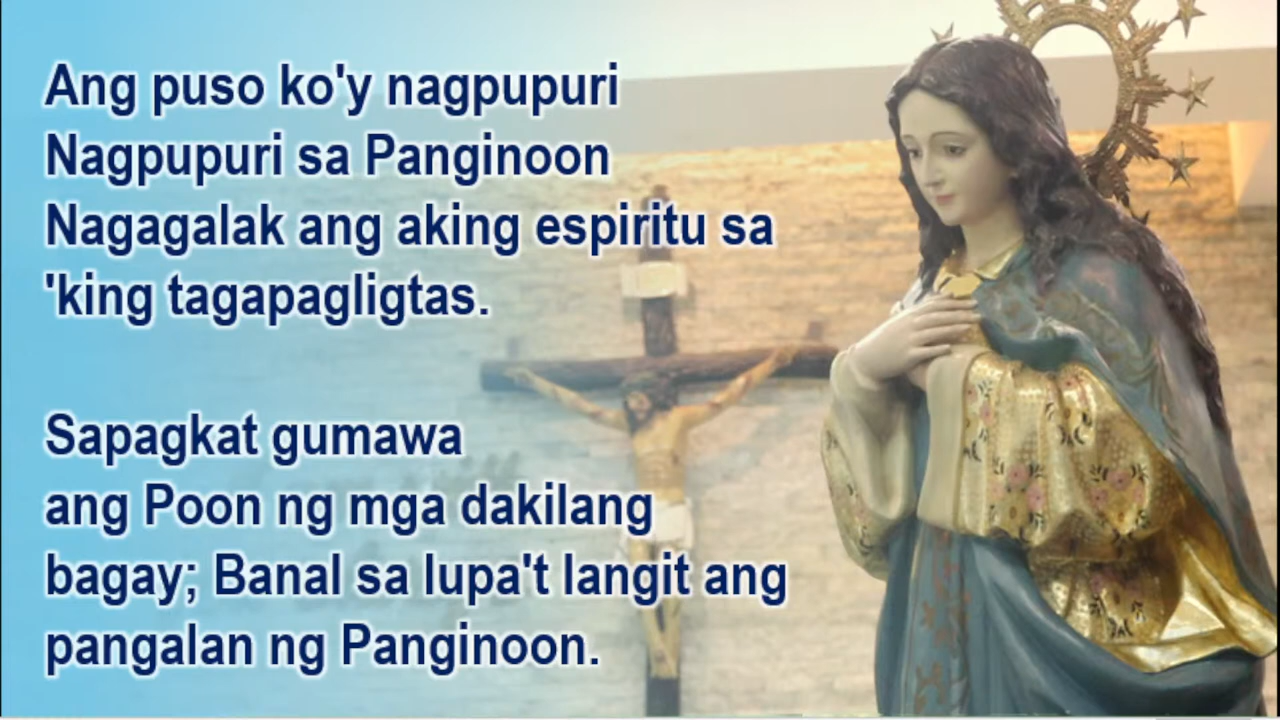 Ang puso ko'y nagpupuri
Nagpupuri sa Panginoon
Nagagalak ang aking espiritu sa
'king tagapagligtas.
Sapagkat gumawa
ang Poon ng mga dakilang
bagay; Banal sa lupa't langit ang
pangalan ng Panginoon.